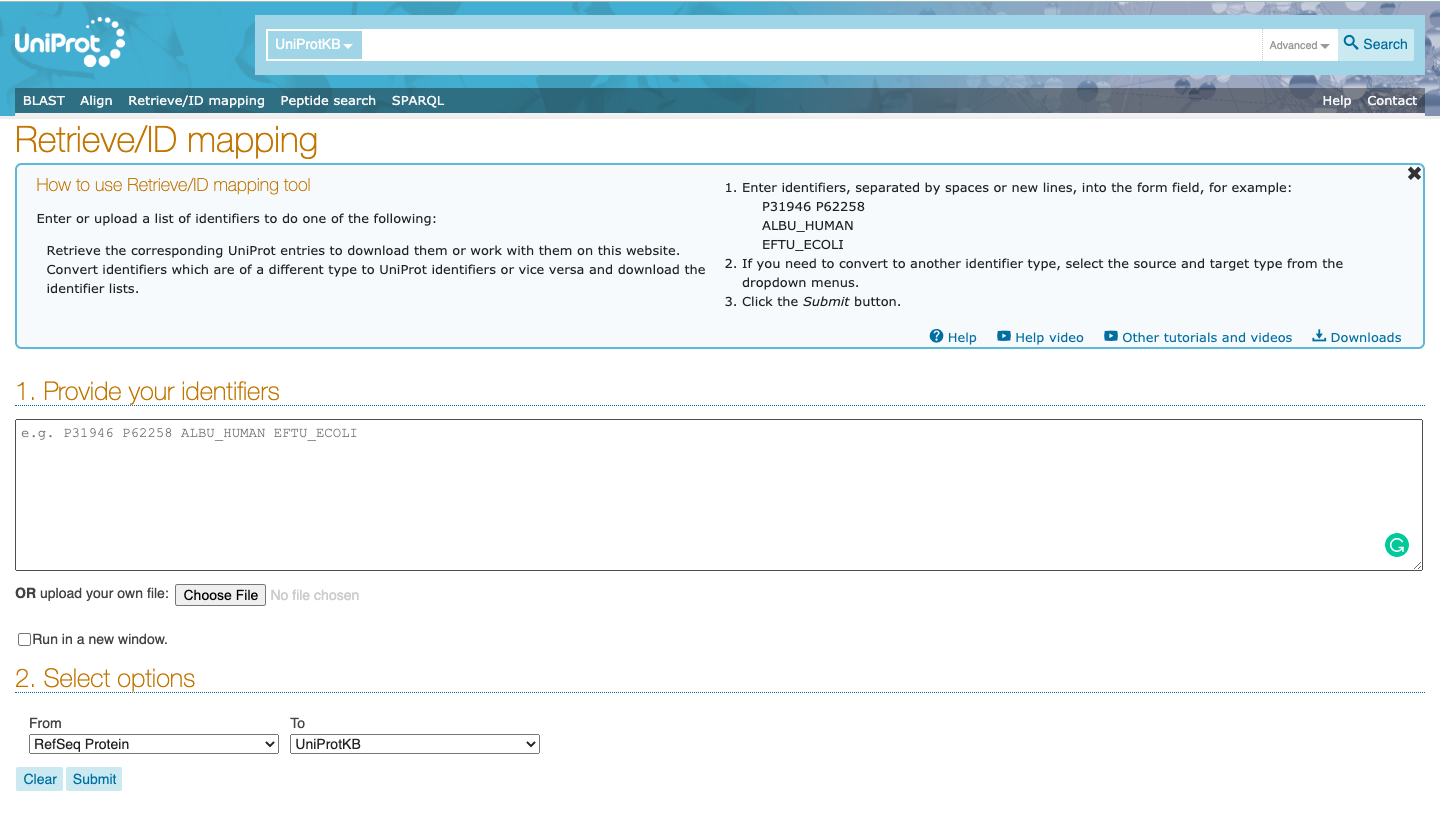 UniProt
UniProtKB
Advanced
Search
BLAST Align Retrieve/ID mapping Peptide search SPARQL
Help Contact
Retrieve/ID mapping
How to use Retrieve/ID mapping tool
Enter or upload a list of identifiers to do one of the following:
Retrieve the corresponding UniProt entries to download them or work with them on this website.
Convert identifiers which are of a different type to UniProt identifiers or vice versa and download the
identifier lists.
1. Enter identifiers, separated by spaces or new lines, into the form field, for example:
P31946 P62258
ALBU_HUMAN
EFTU_ECOLI
2. If you need to convert to another identifier type, select the source and target type from the
dropdown menus.
3. Click the Submit button.
Help Help video Other tutorials and videos Downloads
1. Provide your identifiers
e.g. P31946 P62258 ALBU_HUMAN EFTU_ECOLI
OR upload your own file: Choose File No file chosen
Run in a new window.
2. Select options
From To
RefSeq Protein UniProtKB
Clear Submit